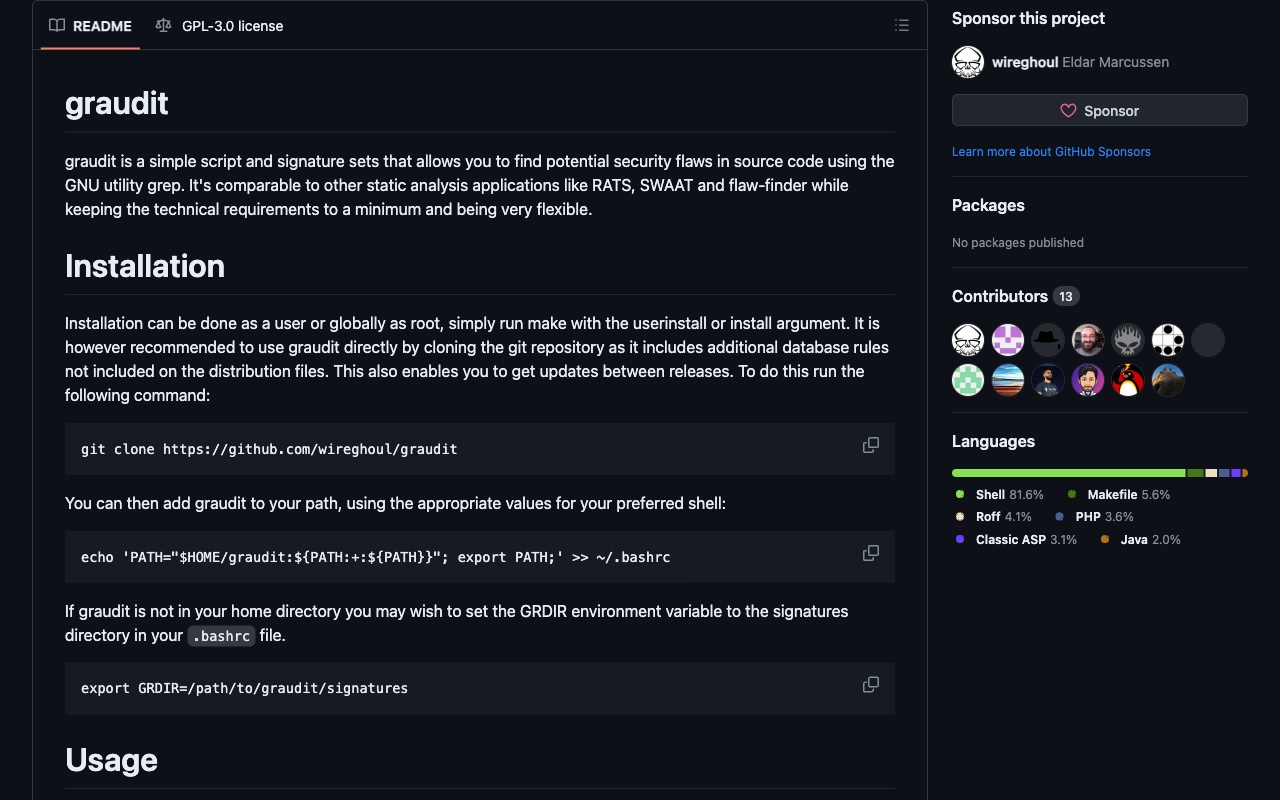 README
GPL-3.0 license
graudit
graudit is a simple script and signature sets that allows you to find potential security flaws in source code using the
GNU utility grep. It's comparable to other static analysis applications like RATS, SWAAT and flaw-finder while
keeping the technical requirements to a minimum and being very flexible.
Installation
Installation can be done as a user or globally as root, simply run make with the userinstall or install argument. It is
however recommended to use graudit directly by cloning the git repository as it includes additional database rules
not included on the distribution files. This also enables you to get updates between releases. To do this run the
following command:
git clone https://github.com/wireghoul/graudit
You can then add graudit to your path, using the appropriate values for your preferred shell:
echo 'PATH="$HOME/graudit:${PATH:+:${PATH}}"; export PATH;' >> ~/.bashrc
If graudit is not in your home directory you may wish to set the GRDIR environment variable to the signatures
directory in your .bashrc file.
export GRDIR=/path/to/graudit/signatures
Usage
Sponsor this project
wireghoul Eldar Marcussen
Sponsor
Learn more about GitHub Sponsors
Packages
No packages published
Contributors 13
Languages
Shell 81.6% Makefile 5.6%
Roff 4.1% PHP 3.6%
Classic ASP 3.1% Java 2.0%